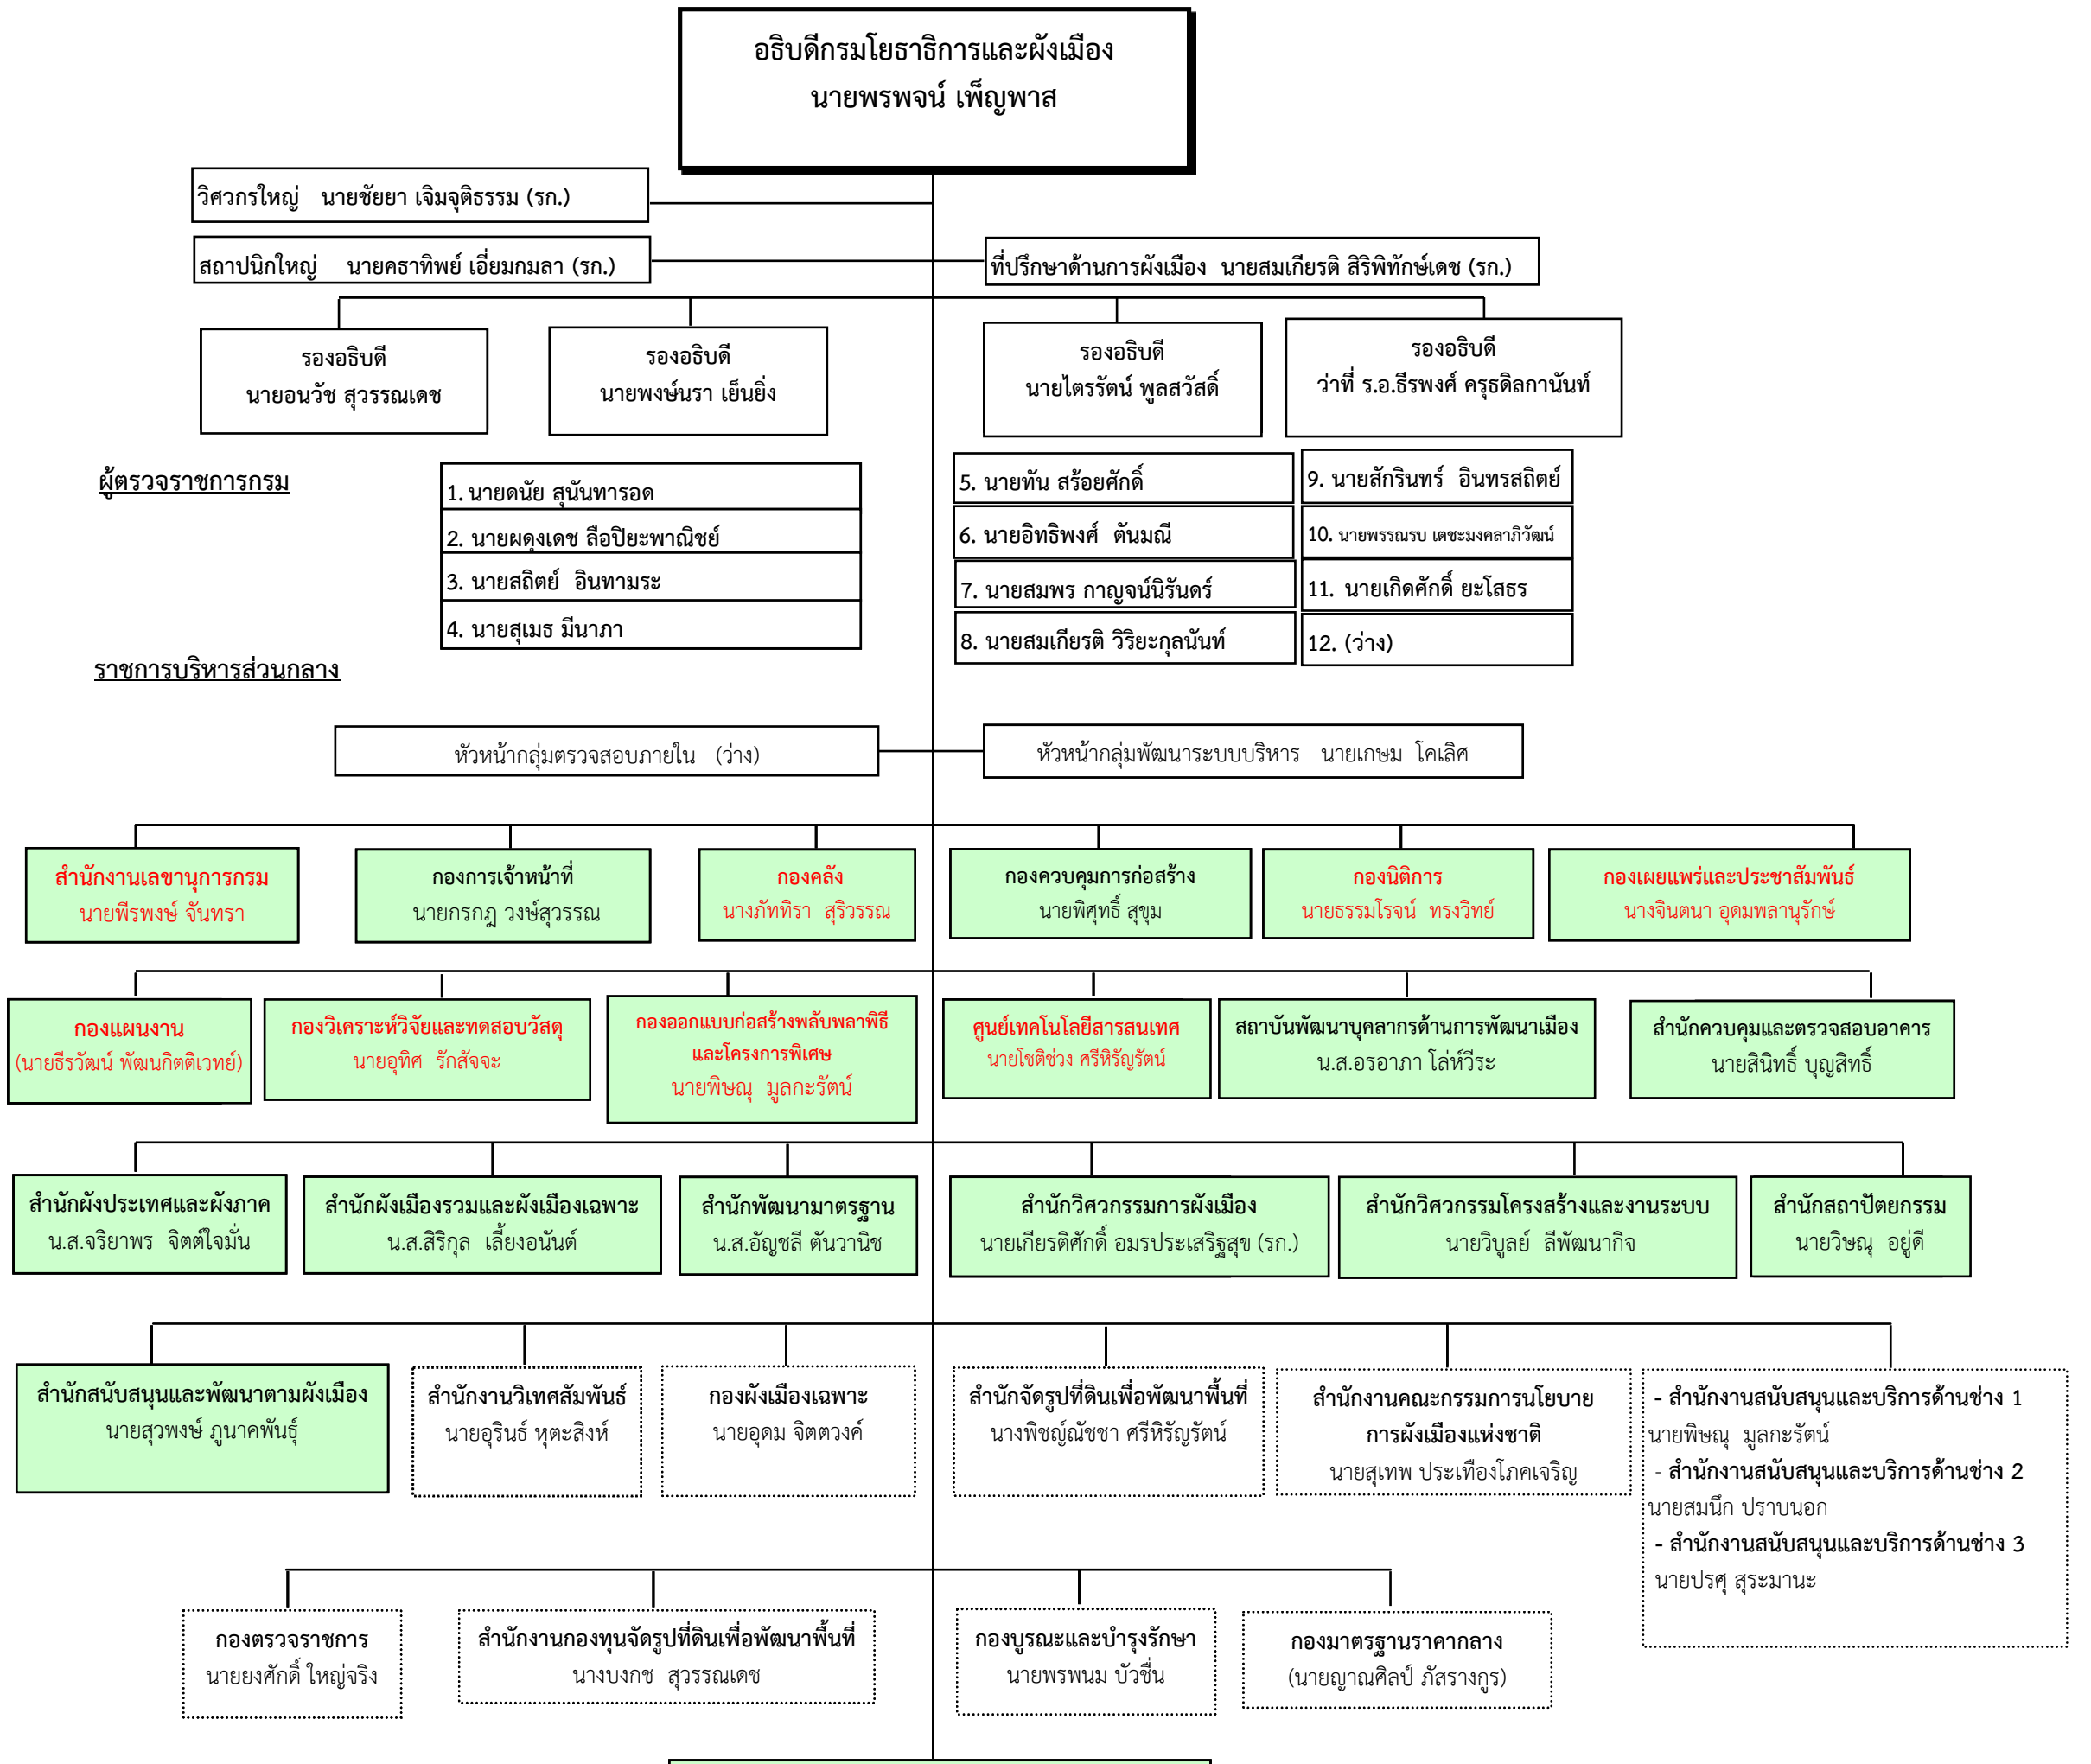 อธิบดีกรมโยธาธิการและผังเมือง
นายพรพจน์ เพ็ญพาส
วิศวกรใหญ่ นายชัยยา เจิมจุติธรรม (รก.)
สถาปนิกใหญ่ นายคธาทิพย์ เอี่ยมกมลา (รก.)
ที่ปรึกษาด้านการผังเมือง นายสมเกียรติ สิริพิทักษ์เดช (รก.)
รองอธิบดี
นายอนวัช สุวรรณเดช
รองอธิบดี
นายพงษ์นรา เย็นยิ่ง
รองอธิบดี
นายไตรรัตน์ พูลสวัสดิ์
รองอธิบดี
ว่าที่ ร.อ.ธีรพงศ์ ครุธดิลกานันท์
ผู้ตรวจราชการกรม
1. นายดนัย สุนันทารอด
2. นายผดุงเดช ลือปิยะพาณิชย์
3. นายสถิตย์ อินทามระ
4. นายสุเมธ มีนาภา
5. นายทัน สร้อยศักดิ์
6. นายอิทธิพงศ์ ตันมณี
7. นายสมพร กาญจน์นิรันดร์
8. นายสมเกียรติ วิริยะกุลนันท์
9. นายสักรินทร์ อินทรสถิตย์
10. นายพรรณรบ เตชะมงคลาภิวัฒน์
11. นายเกิดศักดิ์ ยะโสธร
12. (ว่าง)
ราชการบริหารส่วนกลาง
หัวหน้ากลุ่มตรวจสอบภายใน (ว่าง)
หัวหน้ากลุ่มพัฒนาระบบบริหาร นายเกษม โคเลิศ
สำนักงานเลขานุการกรม
นายพีรพงษ์ จันทรา
กองการเจ้าหน้าที่
นายกรกฎ วงษ์สุวรรณ
กองคลัง
นางภัททิรา สุริวรรณ
กองควบคุมการก่อสร้าง
นายพิศุทธิ์ สุขุม
กองนิติการ
นายธรรมโรจน์ ทรงวิทย์
กองเผยแพร่และประชาสัมพันธ์
นางจินตนา อุดมพลานุรักษ์
กองแผนงาน
(นายธีรวัฒน์ พัฒนกิตติเวทย์)
กองวิเคราะห์วิจัยและทดสอบวัสดุ
นายอุทิศ รักสัจจะ
กองออกแบบก่อสร้างพลับพลาพิธี
และโครงการพิเศษ
นายพิษณุ มูลกะรัตน์
ศูนย์เทคโนโลยีสารสนเทศ
นายโชติช่วง ศรีหิรัญรัตน์
สถาบันพัฒนาบุคลากรด้านการพัฒนาเมือง
น.ส.อรอาภา โล่ห์วีระ
สำนักควบคุมและตรวจสอบอาคาร
นายสินิทธิ์ บุญสิทธิ์
สำนักผังประเทศและผังภาค
น.ส.จริยาพร จิตต์ใจมั่น
สำนักผังเมืองรวมและผังเมืองเฉพาะ
น.ส.สิริกุล เลี้ยงอนันต์
สำนักพัฒนามาตรฐาน
น.ส.อัญชลี ตันวานิช
สำนักวิศวกรรมการผังเมือง
นายเกียรติศักดิ์ อมรประเสริฐสุข (รก.)
สำนักวิศวกรรมโครงสร้างและงานระบบ
นายวิบูลย์ ลีพัฒนากิจ
สำนักสถาปัตยกรรม
นายวิษณุ อยู่ดี
สำนักสนับสนุนและพัฒนาตามผังเมือง
นายสุวพงษ์ ภูนาคพันธุ์
สำนักงานวิเทศสัมพันธ์
นายอุรินธ์ หุตะสิงห์
กองผังเมืองเฉพาะ
นายอุดม จิตตวงค์
สำนักจัดรูปที่ดินเพื่อพัฒนาพื้นที่
นางพิชญ์ณัชชา ศรีหิรัญรัตน์
สำนักงานคณะกรรมการนโยบาย
การผังเมืองแห่งชาติ
นายสุเทพ ประเทืองโภคเจริญ
- สำนักงานสนับสนุนและบริการด้านช่าง 1
นายพิษณุ มูลกะรัตน์
- สำนักงานสนับสนุนและบริการด้านช่าง 2
นายสมนึก ปราบนอก
- สำนักงานสนับสนุนและบริการด้านช่าง 3
นายปรศุ สุระมานะ
กองตรวจราชการ
นายยงศักดิ์ ใหญ่จริง
สำนักงานกองทุนจัดรูปที่ดินเพื่อพัฒนาพื้นที่
นางบงกช สุวรรณเดช
กองบูรณะและบำรุงรักษา
นายพรพนม บัวชื่น
กองมาตรฐานราคากลาง
(นายญาณศิลป์ ภัสรางกูร)